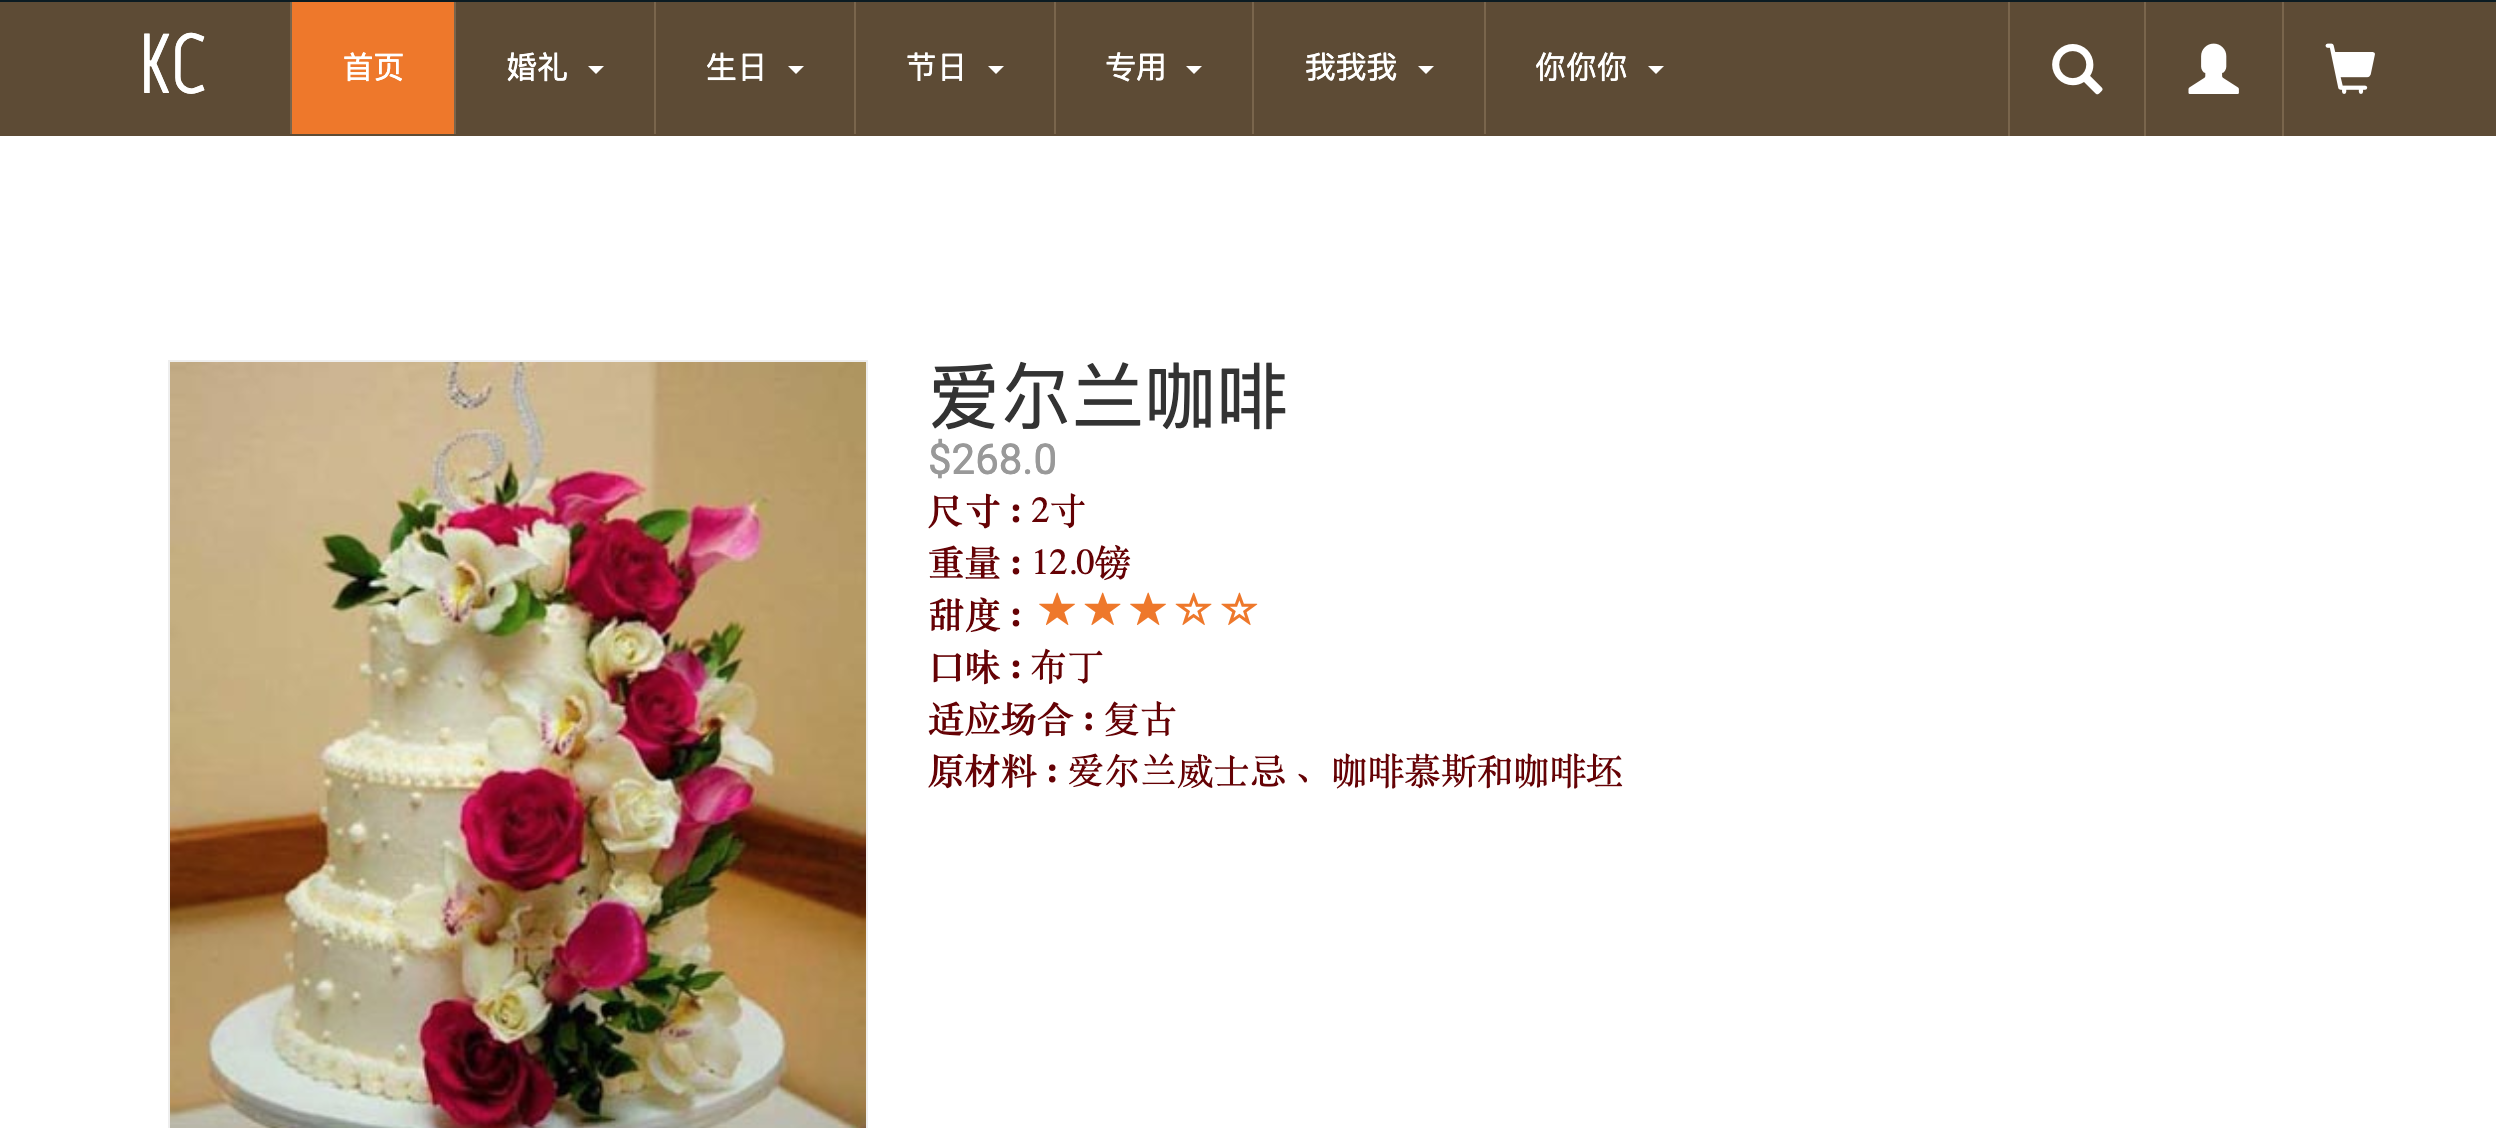 KC 首页 婚礼 生日 节日 专用 我我我 你你你
爱尔兰咖啡
$268.0
尺寸：2寸
重量：12.0镑
甜度：★★★☆☆
口味：布丁
适应场合：复古
原材料：爱尔兰威士忌、咖啡慕斯和咖啡坯